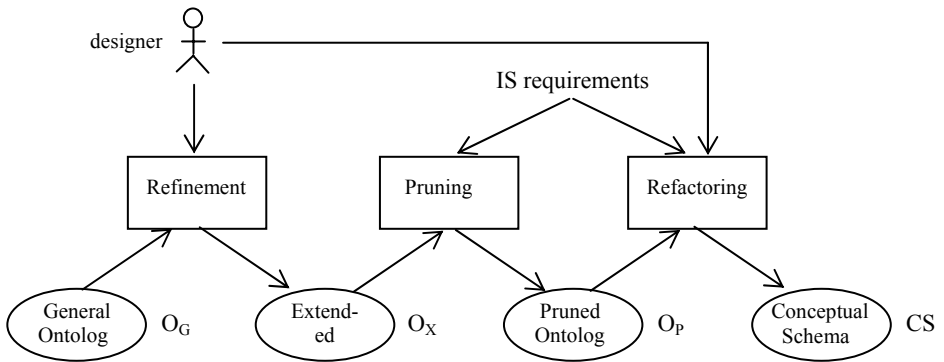 designer
IS requirements
Refinement
Pruning
Refactoring
General
Ontolog
OG
Extend-
ed
OX
Pruned
Ontolog
OP
Conceptual
Schema
CS